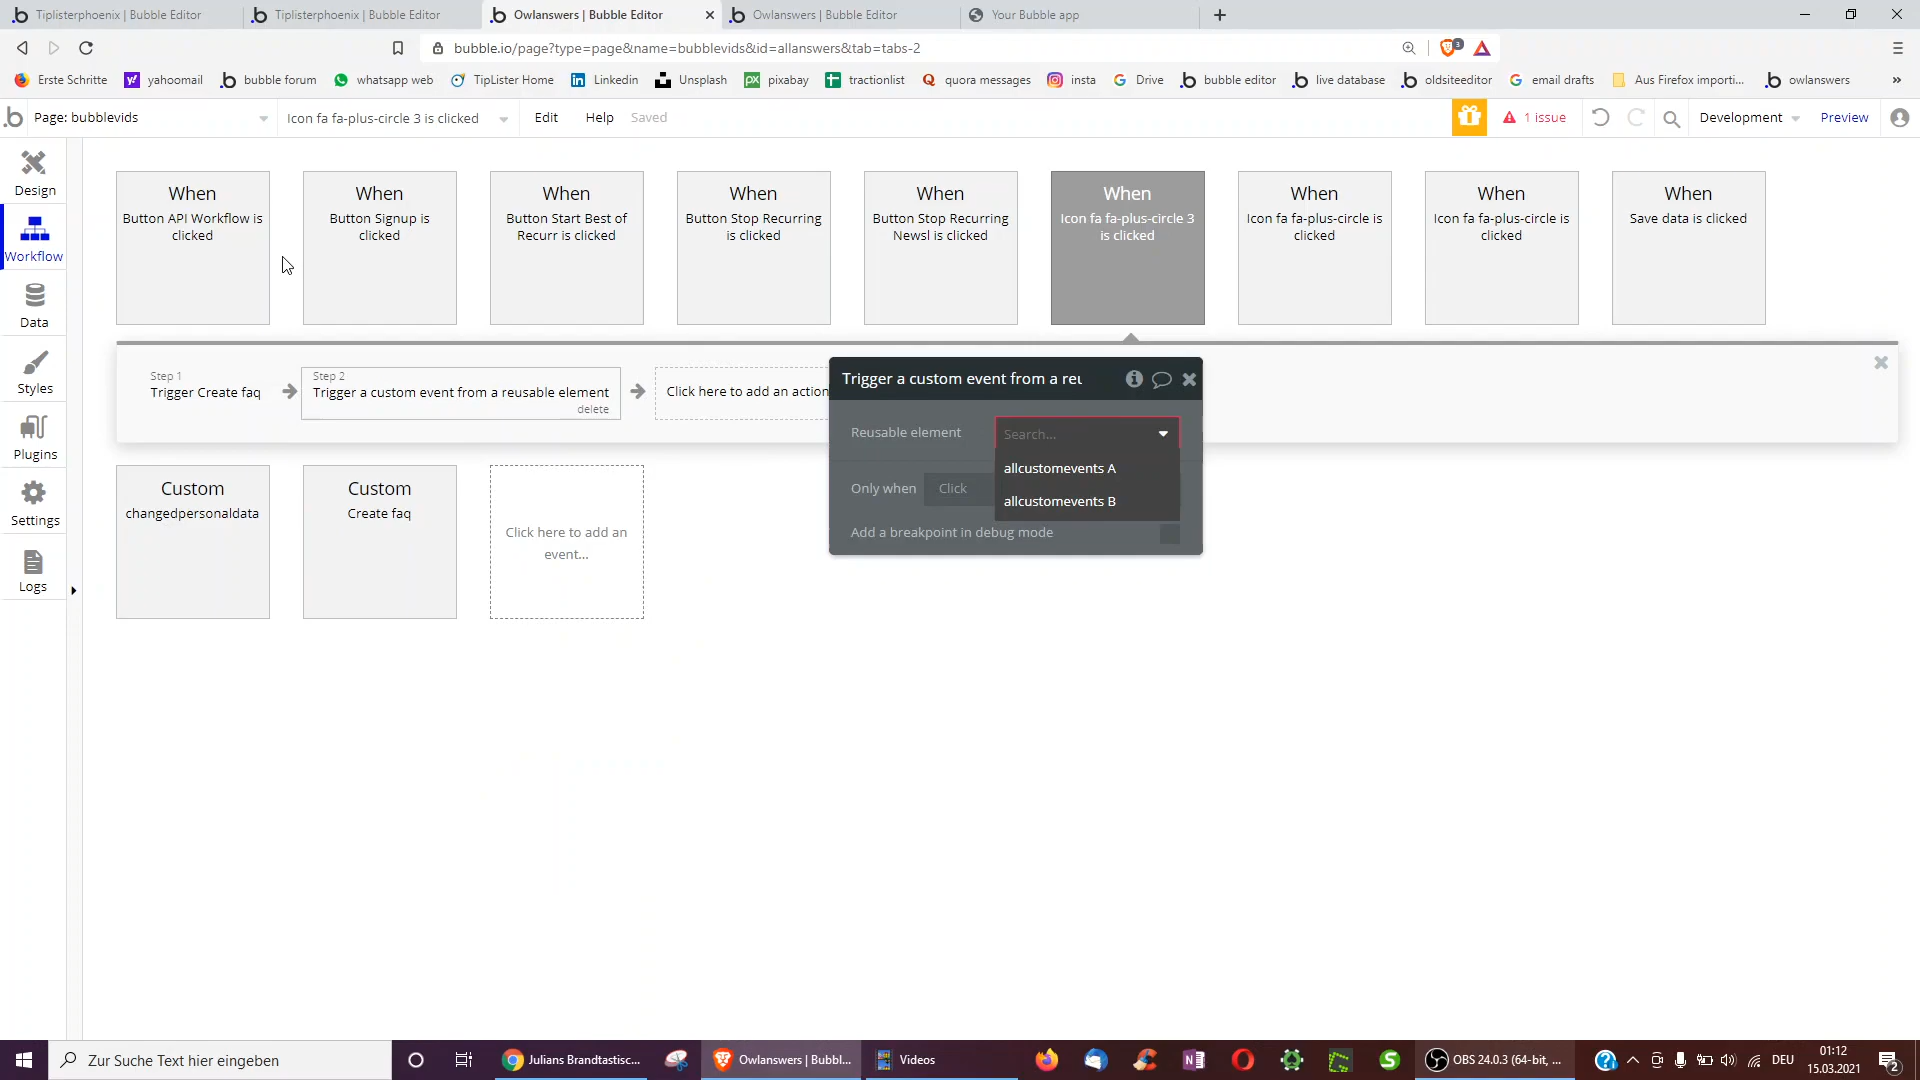 Tiplisterphoenix | Bubble Editor
Tiplisterphoenix | Bubble Editor
Owlanswers | Bubble Editor
Owlanswers | Bubble Editor
Your Bubble app
bubble.io/page?type=page&name=bubblevids&id=allanswers&tab=tabs-2
3
Erste Schritte
yahoomail
bubble forum
whatsapp web
TipLister Home
Linkedin
Unsplash
pixabay
tractionlist
quora messages
insta
Drive
bubble editor
live database
oldsiteeditor
email drafts
Aus Firefox importi...
owlanswers
Page: bubblevids
Icon fa fa-plus-circle 3 is clicked
Edit
Help
Saved
1 issue
Development
Preview
Design
Workflow
Data
Styles
Plugins
Settings
Logs
When
Button API Workflow is
clicked
When
Button Signup is
clicked
When
Button Start Best of
Recurr is clicked
When
Button Stop Recurring
is clicked
When
Button Stop Recurring
Newsl is clicked
When
Icon fa fa-plus-circle 3
is clicked
When
Icon fa fa-plus-circle is
clicked
When
Icon fa fa-plus-circle is
clicked
When
Save data is clicked
Step 1
Trigger Create faq
Step 2
Trigger a custom event from a reusable element
delete
Click here to add an action
Trigger a custom event from a reu
Reusable element
Search...
allcustomevents A
allcustomevents B
Only when
Click
Add a breakpoint in debug mode
Custom
changedpersonaldata
Custom
Create faq
Click here to add an
event...
Zur Suche Text hier eingeben
Julians Brandtastisc...
Owlanswers | Bubbl...
Videos
OBS 24.0.3 (64-bit, ...
DEU
01:12
15.03.2021
2